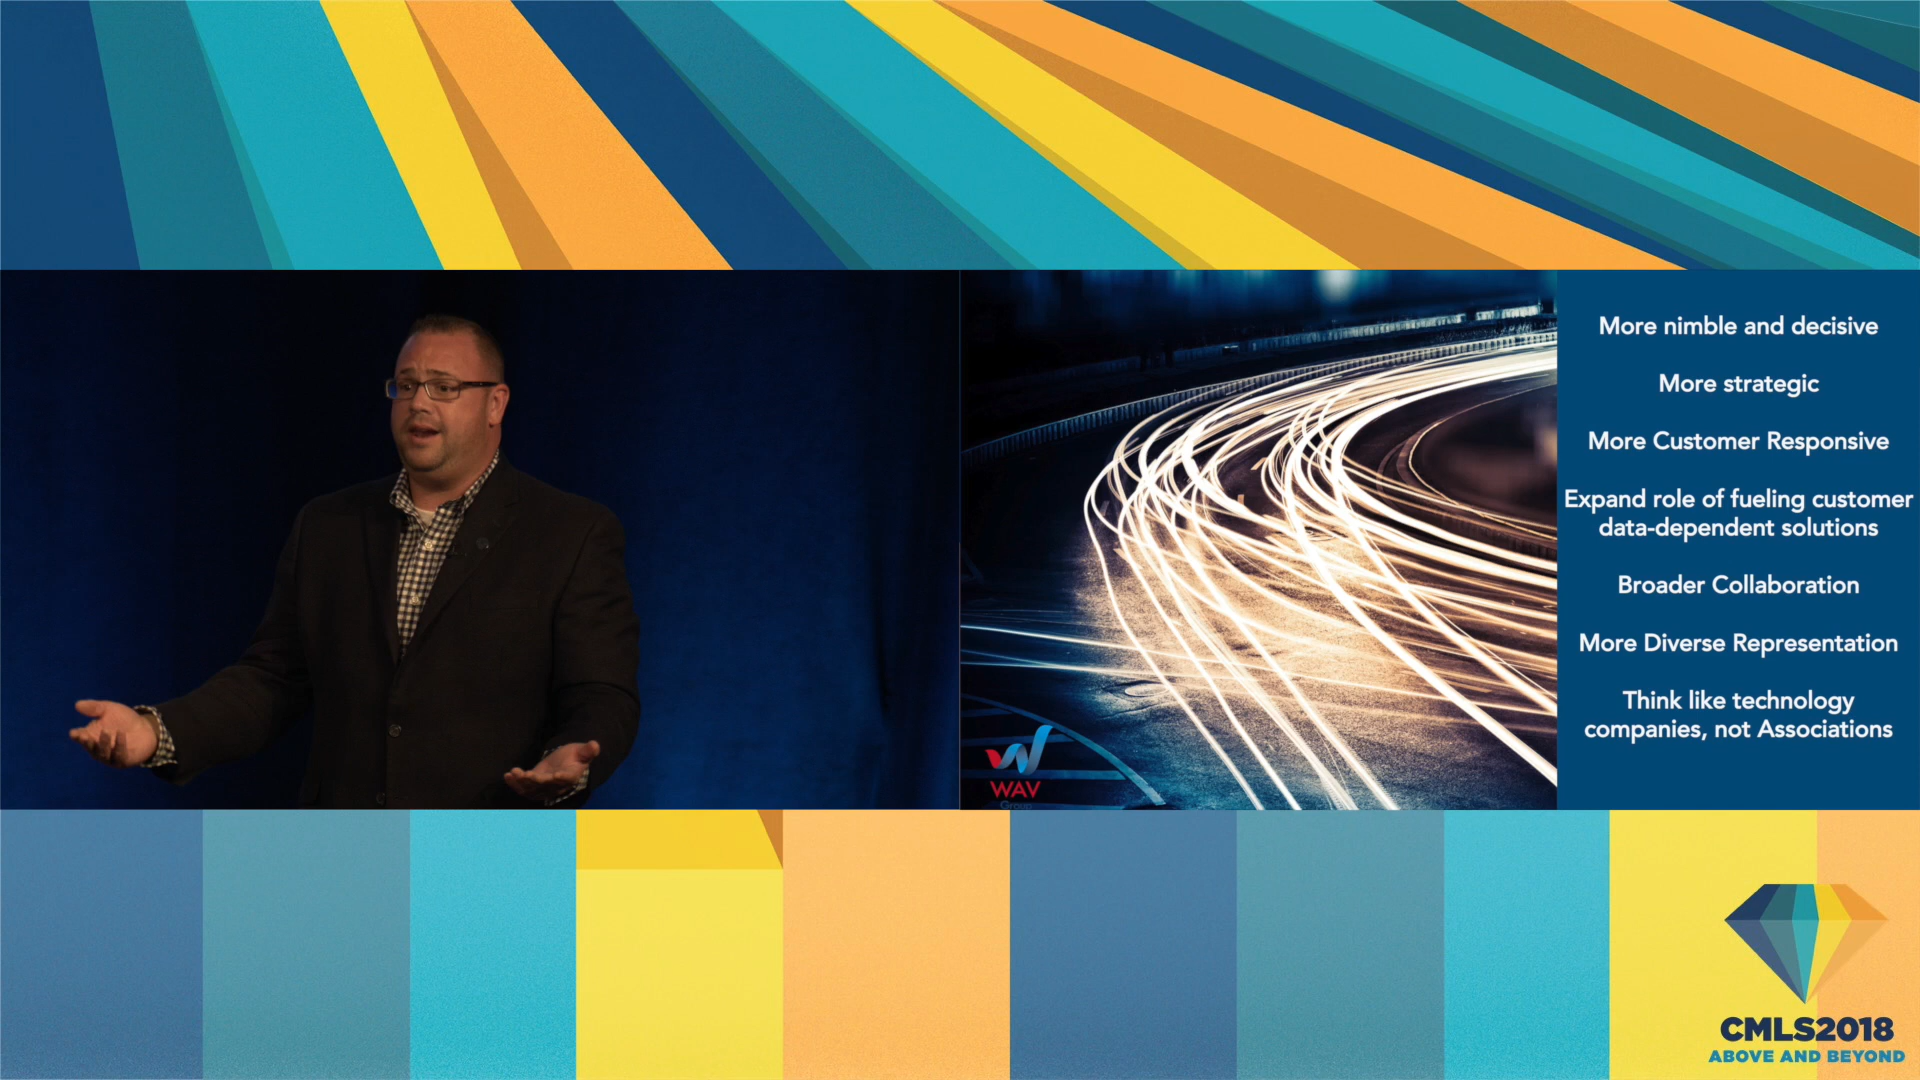 More nimble and decisive
More strategic
More Customer Responsive
Expand role of fueling customer
data-dependent solutions
Broader Collaboration
More Diverse Representation
Think like technology
companies, not Associations
WAV
Group
CMLS2018
ABOVE AND BEYOND